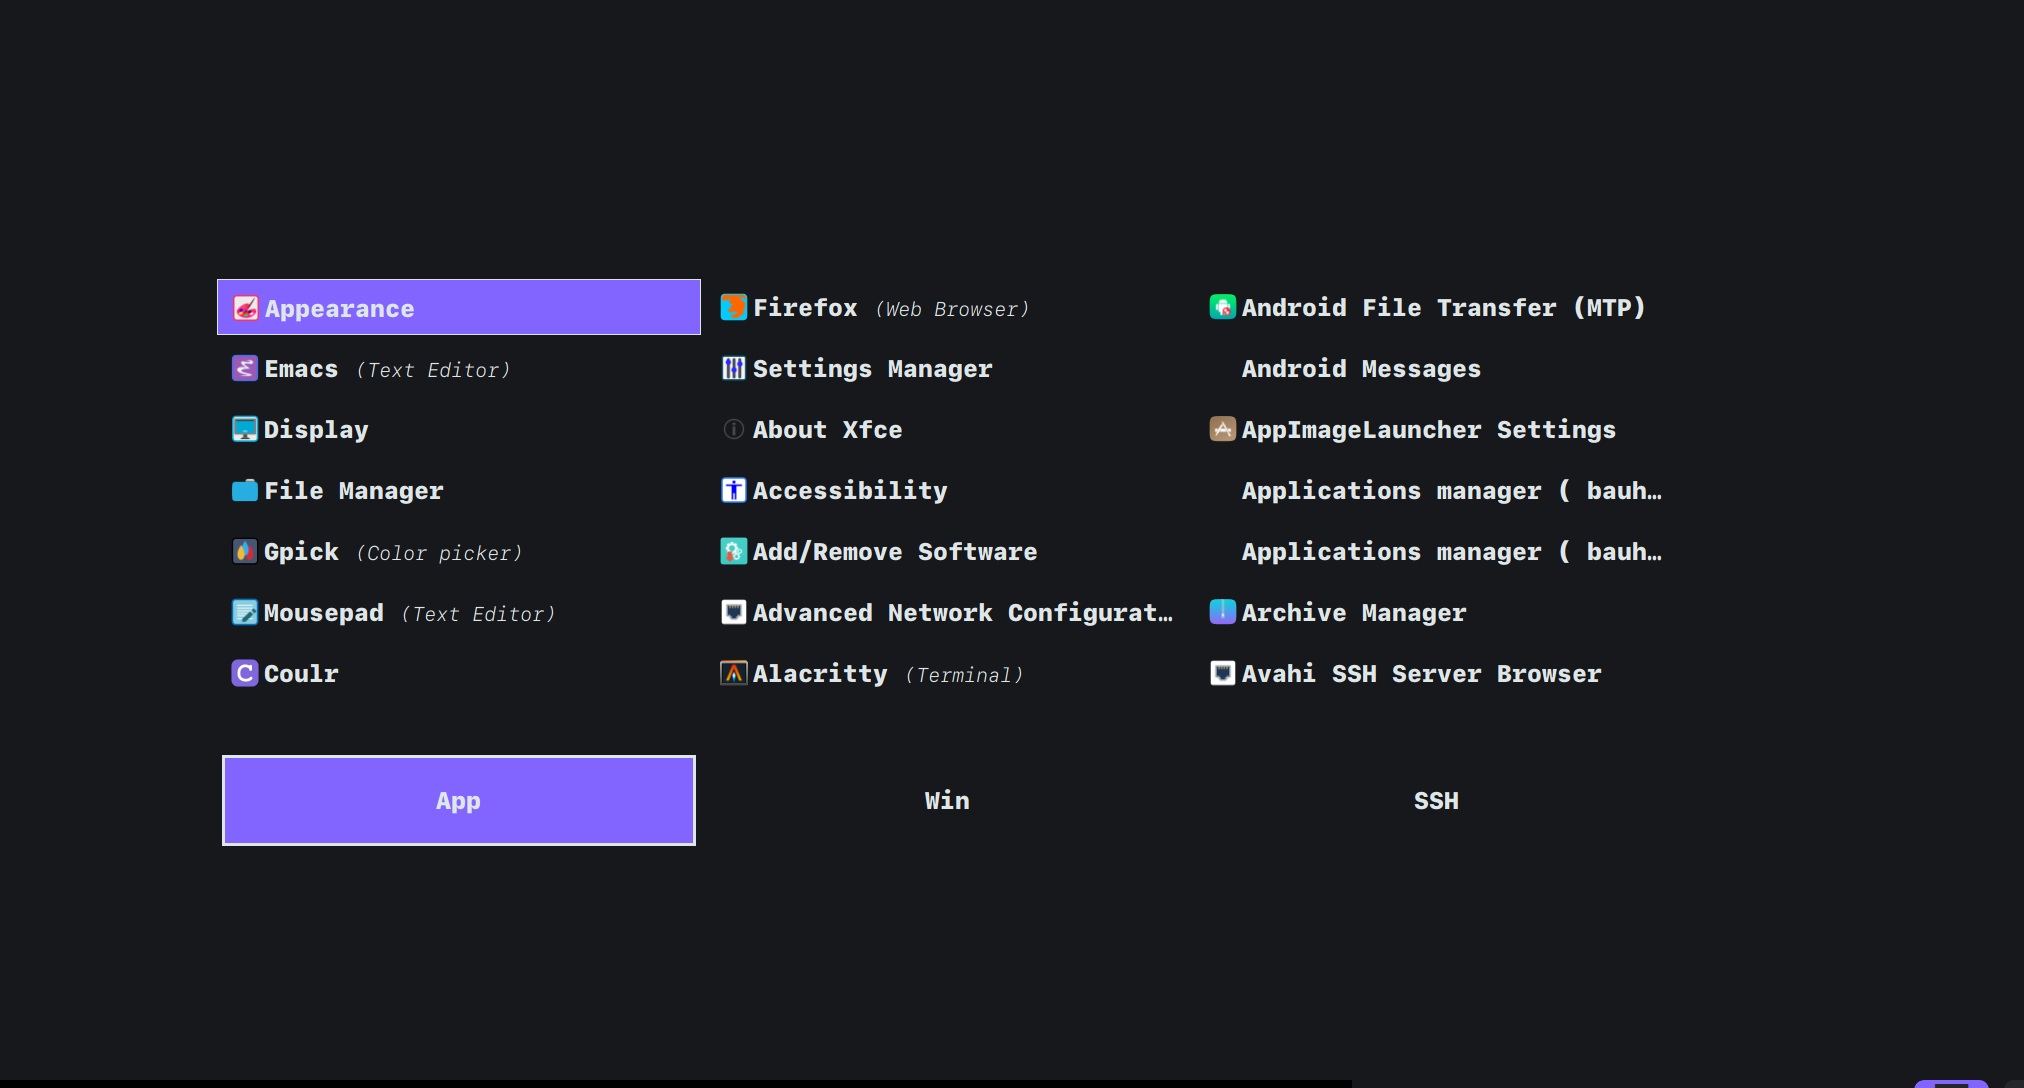 Appearance
Emacs (Text Editor)
Display
File Manager
Gpick (Color picker)
Mousepad (Text Editor)
Coulr
Firefox (Web Browser)
Settings Manager
About Xfce
Accessibility
Add/Remove Software
Advanced Network Configurat…
Alacritty (Terminal)
Android File Transfer (MTP)
Android Messages
AppImageLauncher Settings
Applications manager ( bauh…
Applications manager ( bauh…
Archive Manager
Avahi SSH Server Browser
App
Win
SSH